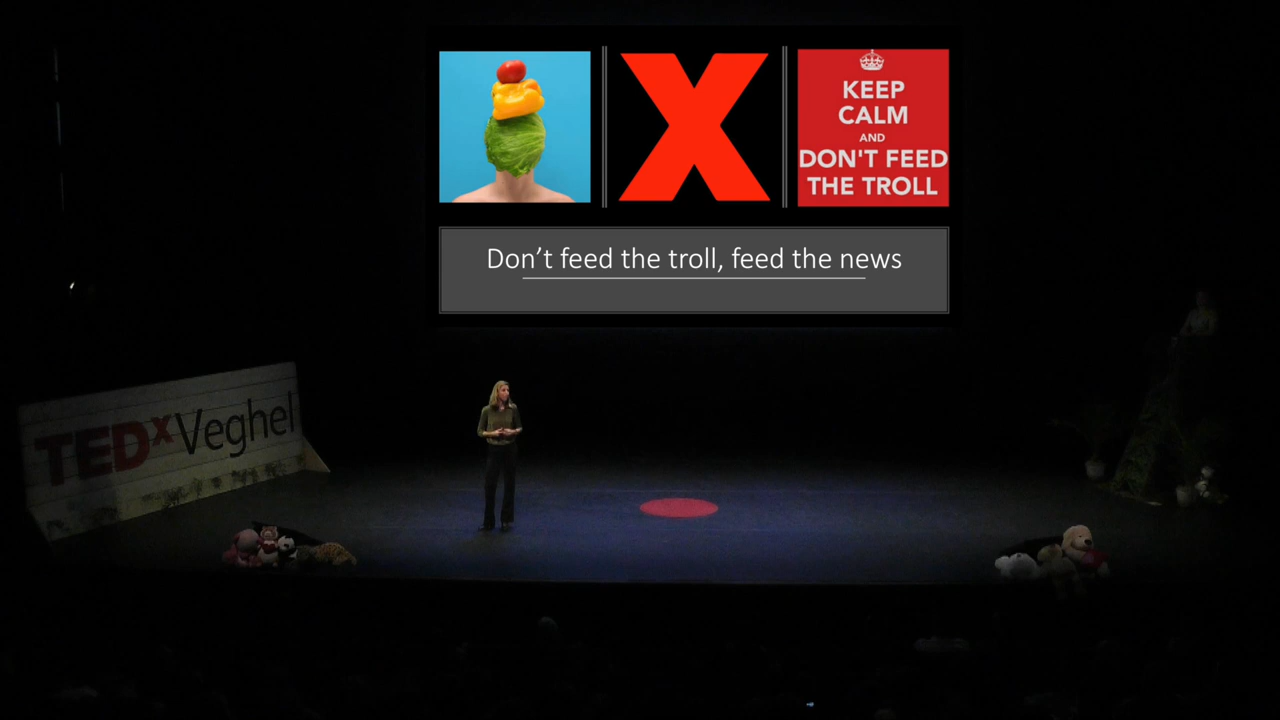 X
KEEP
CALM
AND
DON'T FEED
THE TROLL
Don’t feed the troll, feed the news
TEDxVeghel